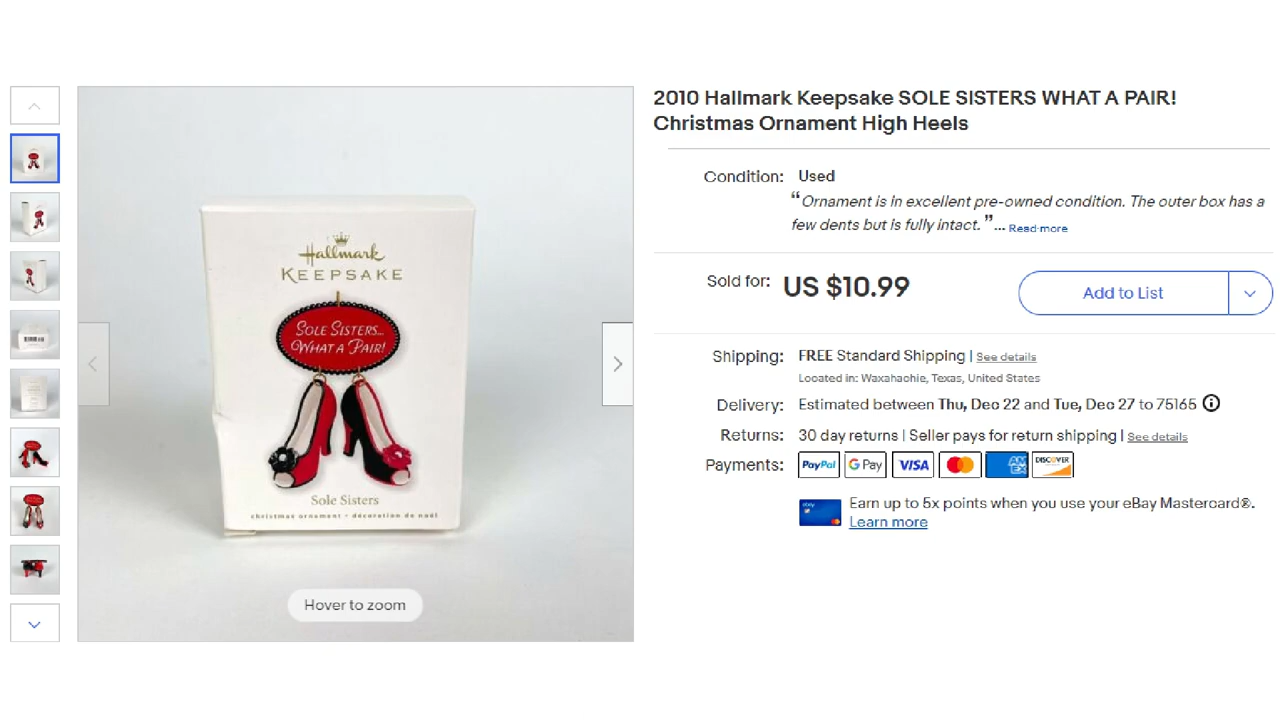 2010 Hallmark Keepsake SOLE SISTERS WHAT A PAIR!
Christmas Ornament High Heels
Condition: Used
“Ornament is in excellent pre-owned condition. The outer box has a
few dents but is fully intact.”... Read more
Sold for: US $10.99
Add to List
Shipping: FREE Standard Shipping | See details
Located in: Waxahachie, Texas, United States
Delivery: Estimated between Thu, Dec 22 and Tue, Dec 27 to 75165
Returns: 30 day returns | Seller pays for return shipping | See details
Payments: PayPal G Pay VISA DISCOVER
ebay
Earn up to 5x points when you use your eBay Mastercard®.
Learn more
Hallmark
KEEPSAKE
SOLE SISTERS...
WHAT A PAIR!
Sole Sisters
christmas ornament • décoration de noël
Hover to zoom